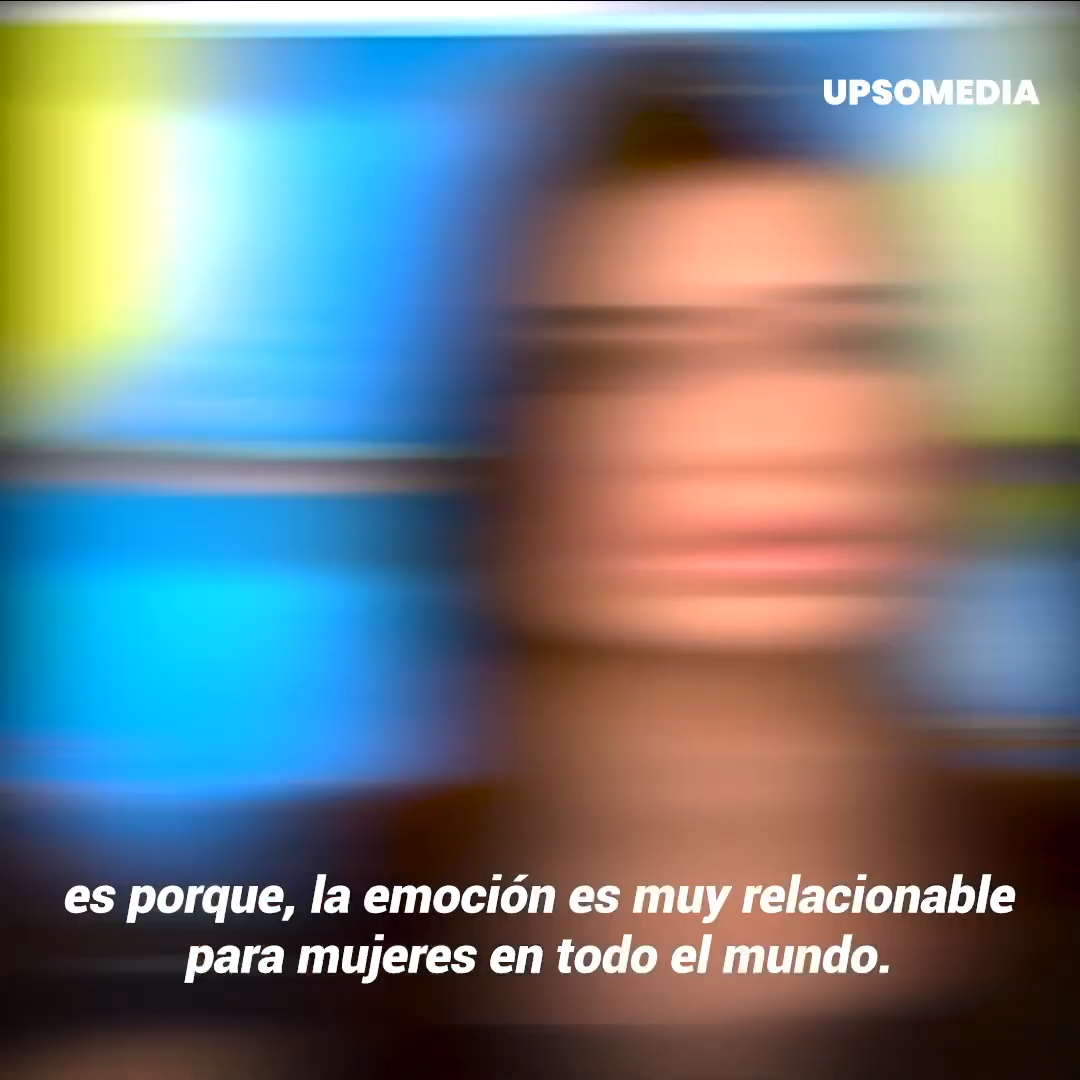 UPSOMEDIA
es porque, la emoción es muy relacionable
para mujeres en todo el mundo.